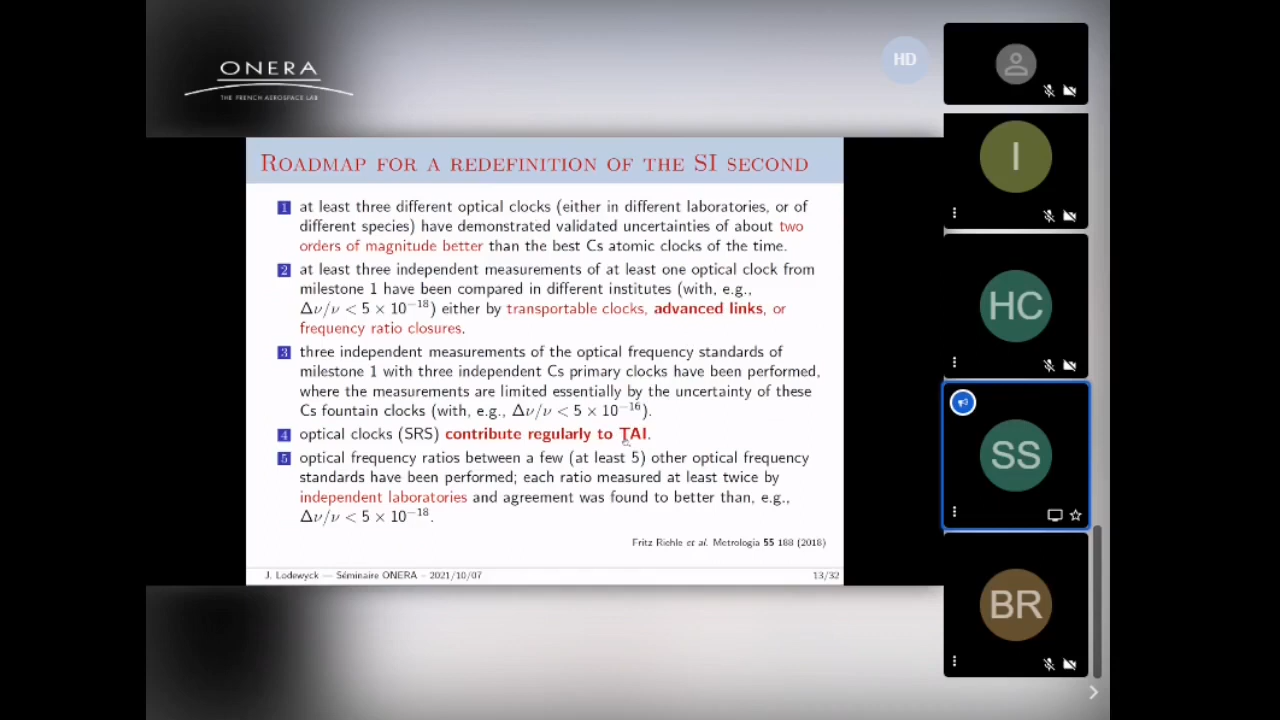 ONERA
THE FRENCH AEROSPACE LAB
HD
ROADMAP FOR A REDEFINITION OF THE SI SECOND
1 at least three different optical clocks (either in different laboratories, or of
different species) have demonstrated validated uncertainties of about two
orders of magnitude better than the best Cs atomic clocks of the time.
2 at least three independent measurements of at least one optical clock from
milestone 1 have been compared in different institutes (with, e.g.,
Δν/ν < 5 × 10⁻¹⁸) either by transportable clocks, advanced links, or
frequency ratio closures.
3 three independent measurements of the optical frequency standards of
milestone 1 with three independent Cs primary clocks have been performed,
where the measurements are limited essentially by the uncertainty of these
Cs fountain clocks (with, e.g., Δν/ν < 5 × 10⁻¹⁶).
4 optical clocks (SRS) contribute regularly to TAI.
5 optical frequency ratios between a few (at least 5) other optical frequency
standards have been performed; each ratio measured at least twice by
independent laboratories and agreement was found to better than, e.g.,
Δν/ν < 5 × 10⁻¹⁸.
Fritz Riehle et al. Metrologia 55 188 (2018)
J. Lodewyck — Séminaire ONERA – 2021/10/07
13/32
I
HC
SS
BR